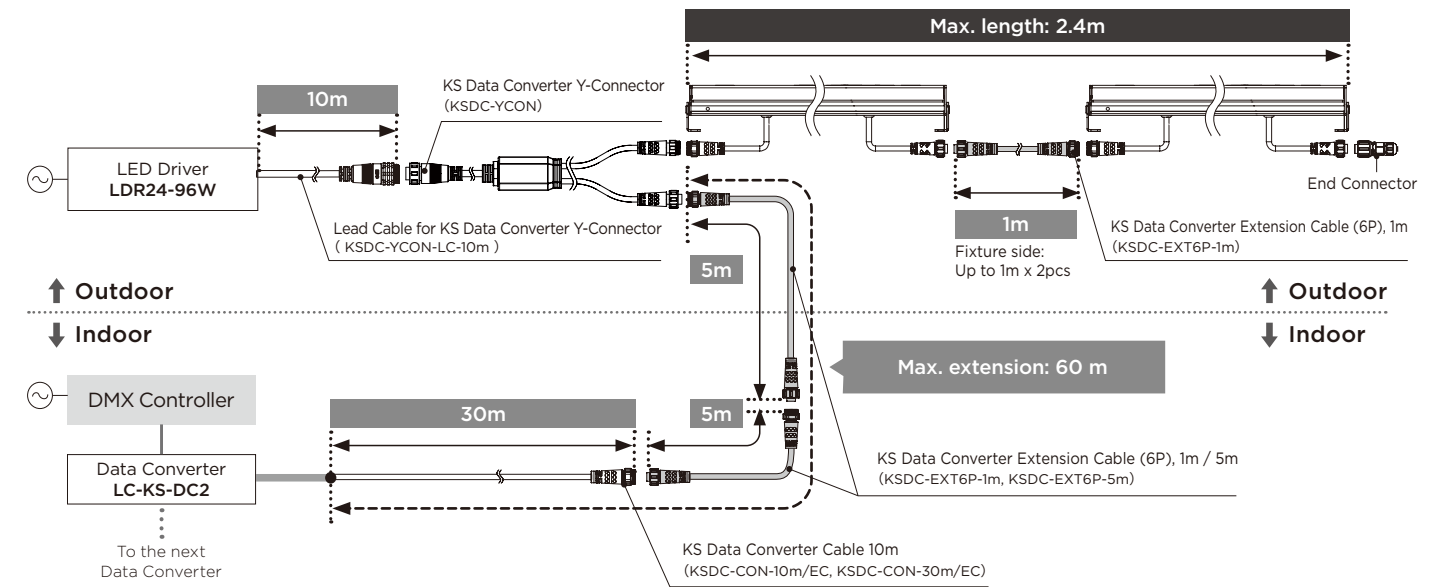 Max. length: 2.4m
KS Data Converter Y-Connector
(KSDC-YCON)
10m
LED Driver
LDR24-96W
End Connector
Lead Cable for KS Data Converter Y-Connector
( KSDC-YCON-LC-10m )
1m
Fixture side:
Up to 1m x 2pcs
KS Data Converter Extension Cable (6P), 1m
(KSDC-EXT6P-1m)
5m
Outdoor
Outdoor
Indoor
Indoor
Max. extension: 60 m
DMX Controller
30m
5m
Data Converter
LC-KS-DC2
KS Data Converter Extension Cable (6P), 1m / 5m
(KSDC-EXT6P-1m, KSDC-EXT6P-5m)
To the next
Data Converter
KS Data Converter Cable 10m
(KSDC-CON-10m/EC, KSDC-CON-30m/EC)